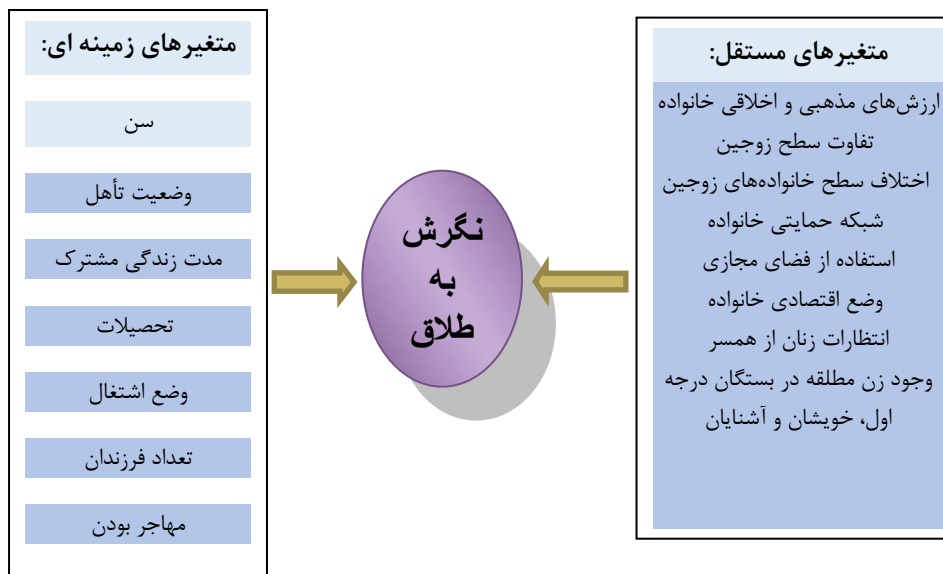 متغیرهای مستقل:
ارزش‌های مذهبی و اخلاقی خانواده
تفاوت سطح زوجین
اختلاف سطح خانواده‌های زوجین
شبکه حمایتی خانواده
استفاده از فضای مجازی
وضع اقتصادی خانواده
انتظارات زنان از همسر
وجود زن مطلقه در بستگان درجه
اول، خویشان و آشنایان
نگرش
به
طلاق
متغیرهای زمینه ای:
سن
وضعیت تأهل
مدت زندگی مشترک
تحصیلات
وضع اشتغال
تعداد فرزندان
مهاجر بودن